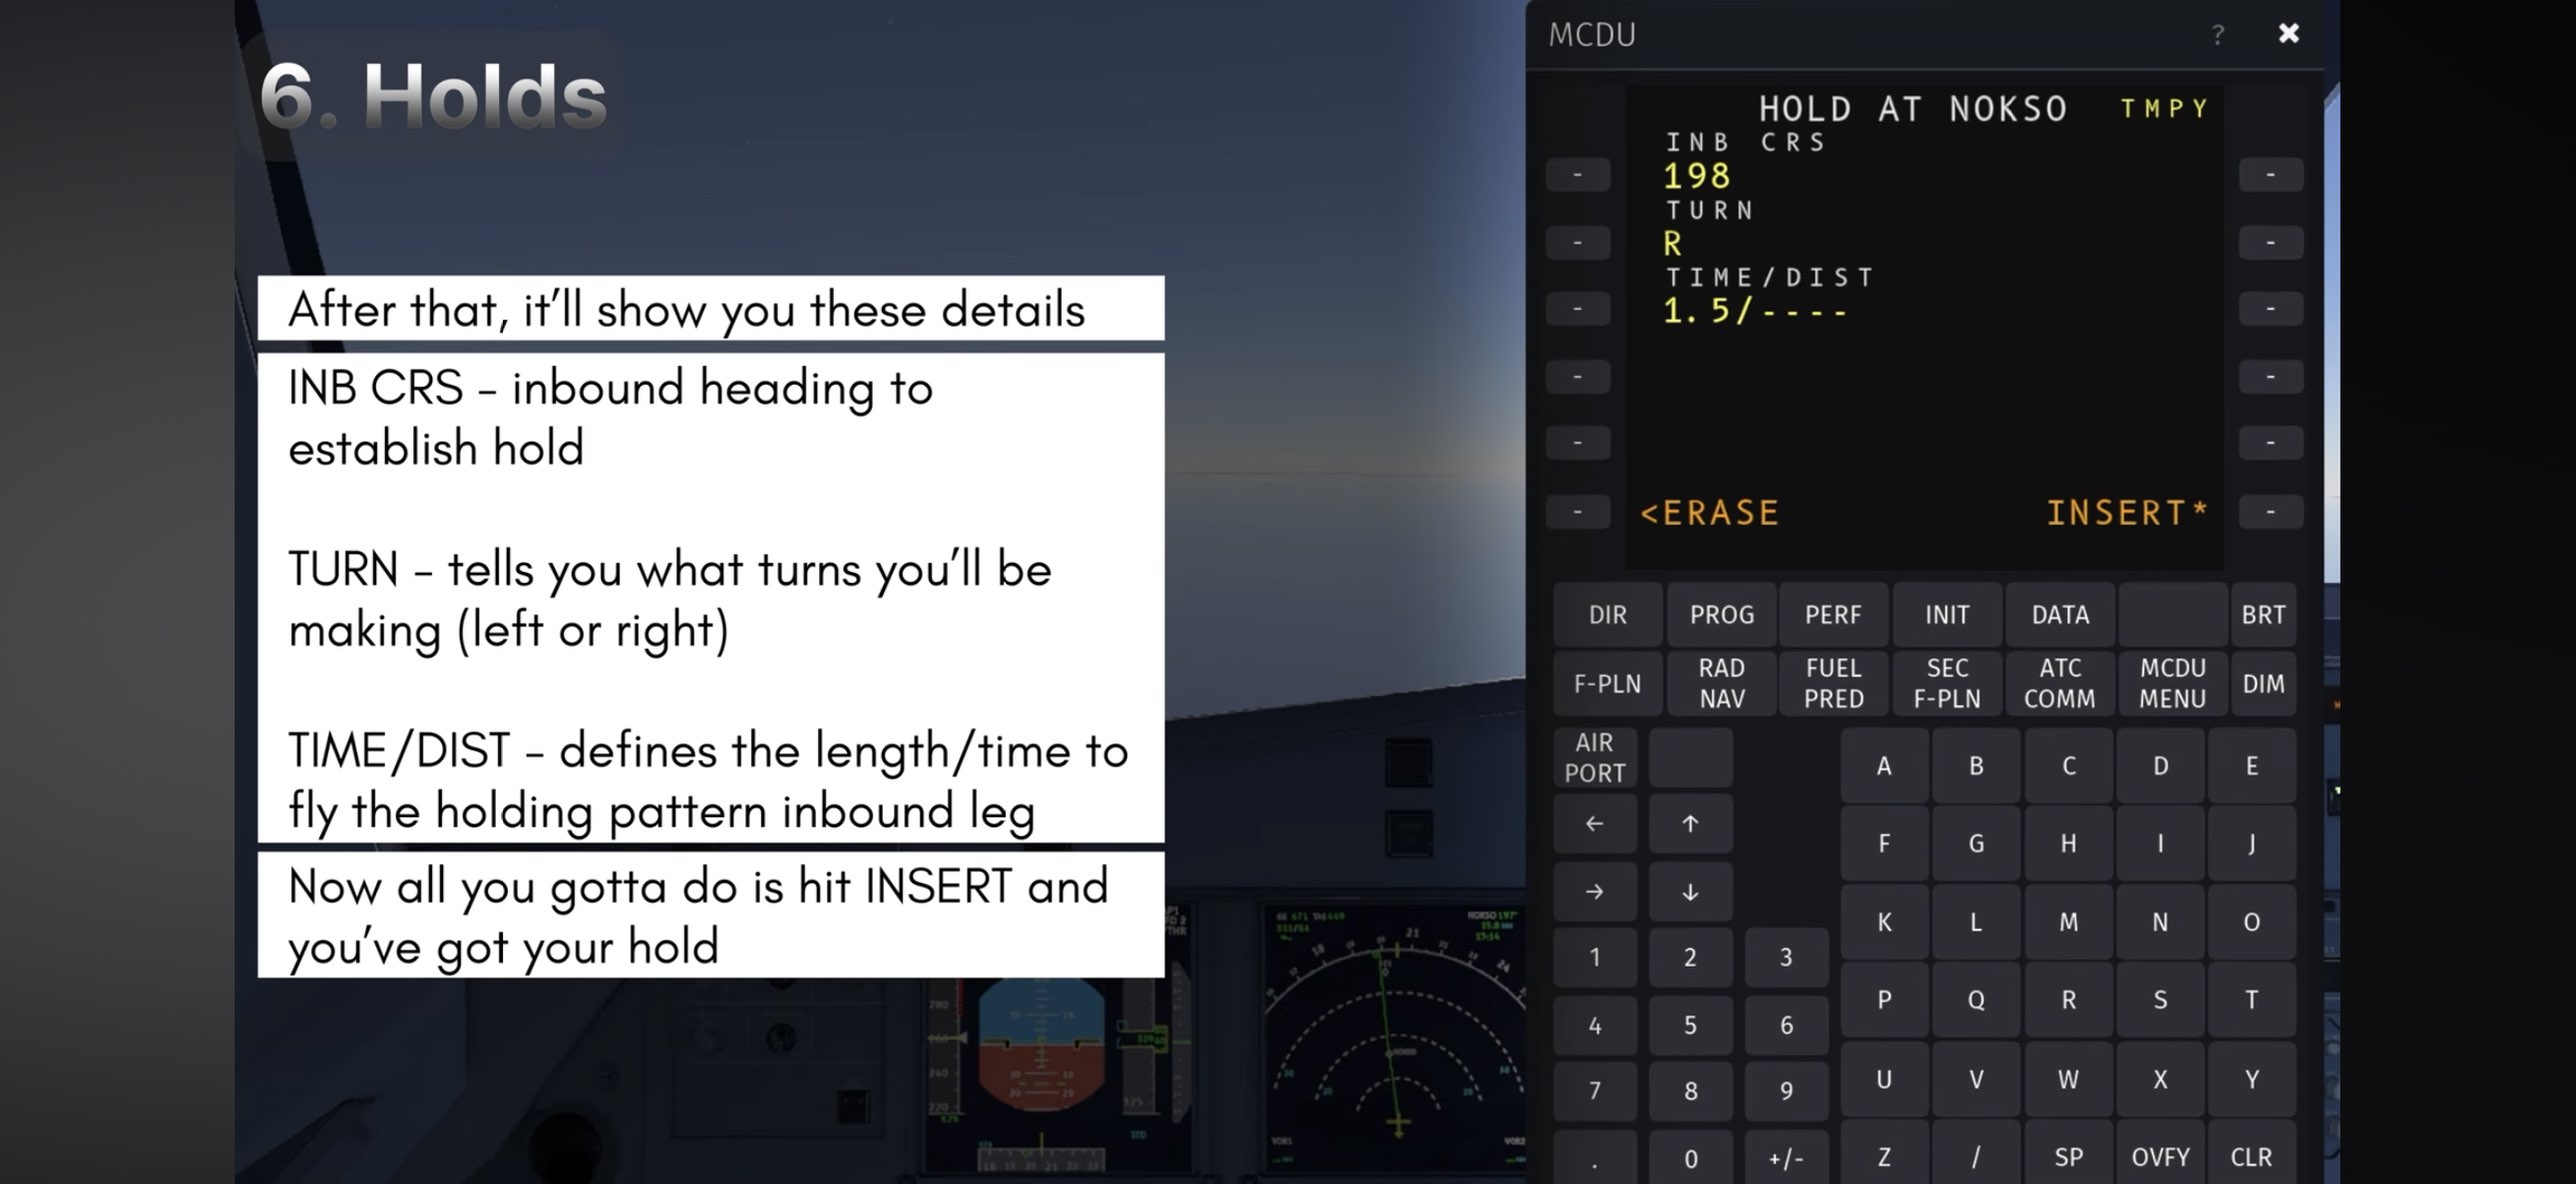 6. Holds
After that, it'll show you these details
INB CRS – inbound heading to
establish hold
TURN – tells you what turns you'll be
making (left or right)
TIME/DIST – defines the length/time to
fly the holding pattern inbound leg
Now all you gotta do is hit INSERT and
you've got your hold
MCDU ? ✖
HOLD AT NOKSO TMPY
INB CRS
198
TURN
R
TIME/DIST
1.5/----
<ERASE INSERT*
DIR PROG PERF INIT DATA BRT
F-PLN RAD NAV FUEL PRED SEC F-PLN ATC COMM MCDU MENU DIM
AIR PORT A B C D E
← ↑ F G H I J
→ ↓ K L M N O
1 2 3
4 5 6 P Q R S T
7 8 9 U V W X Y
. 0 +/- Z / SP OVFY CLR